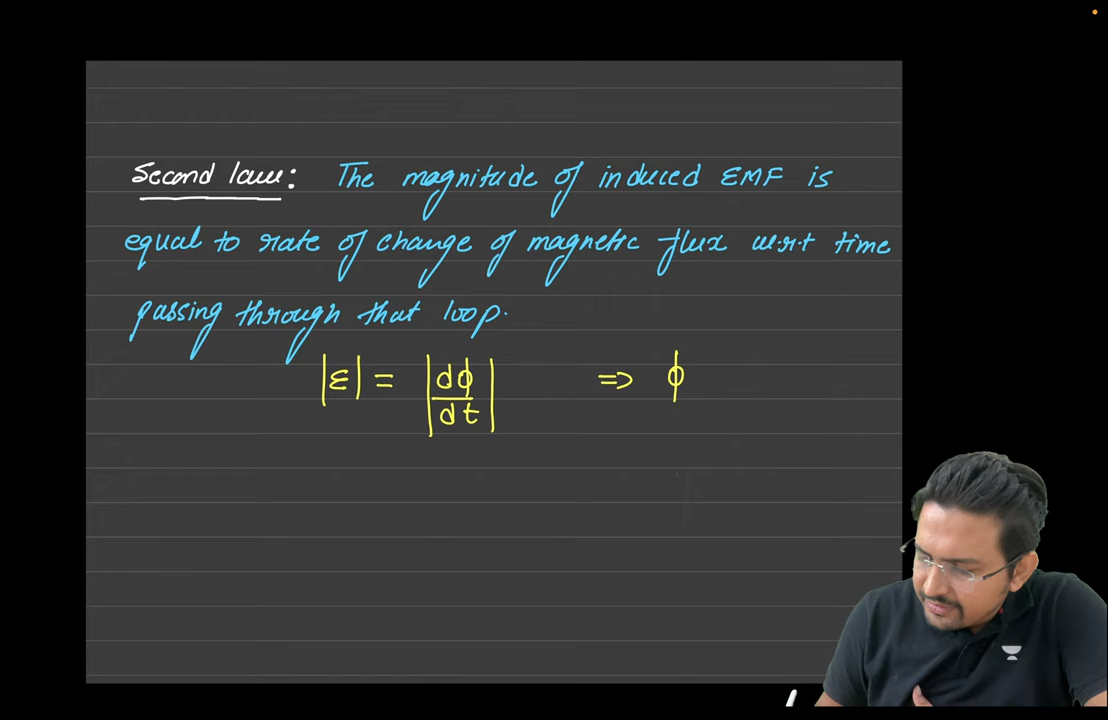 Second law: The magnitude of induced EMF is
equal to rate of change of magnetic flux w.r.t time
passing through that loop.
|ε| = |dϕ/dt| ⇒ ϕ